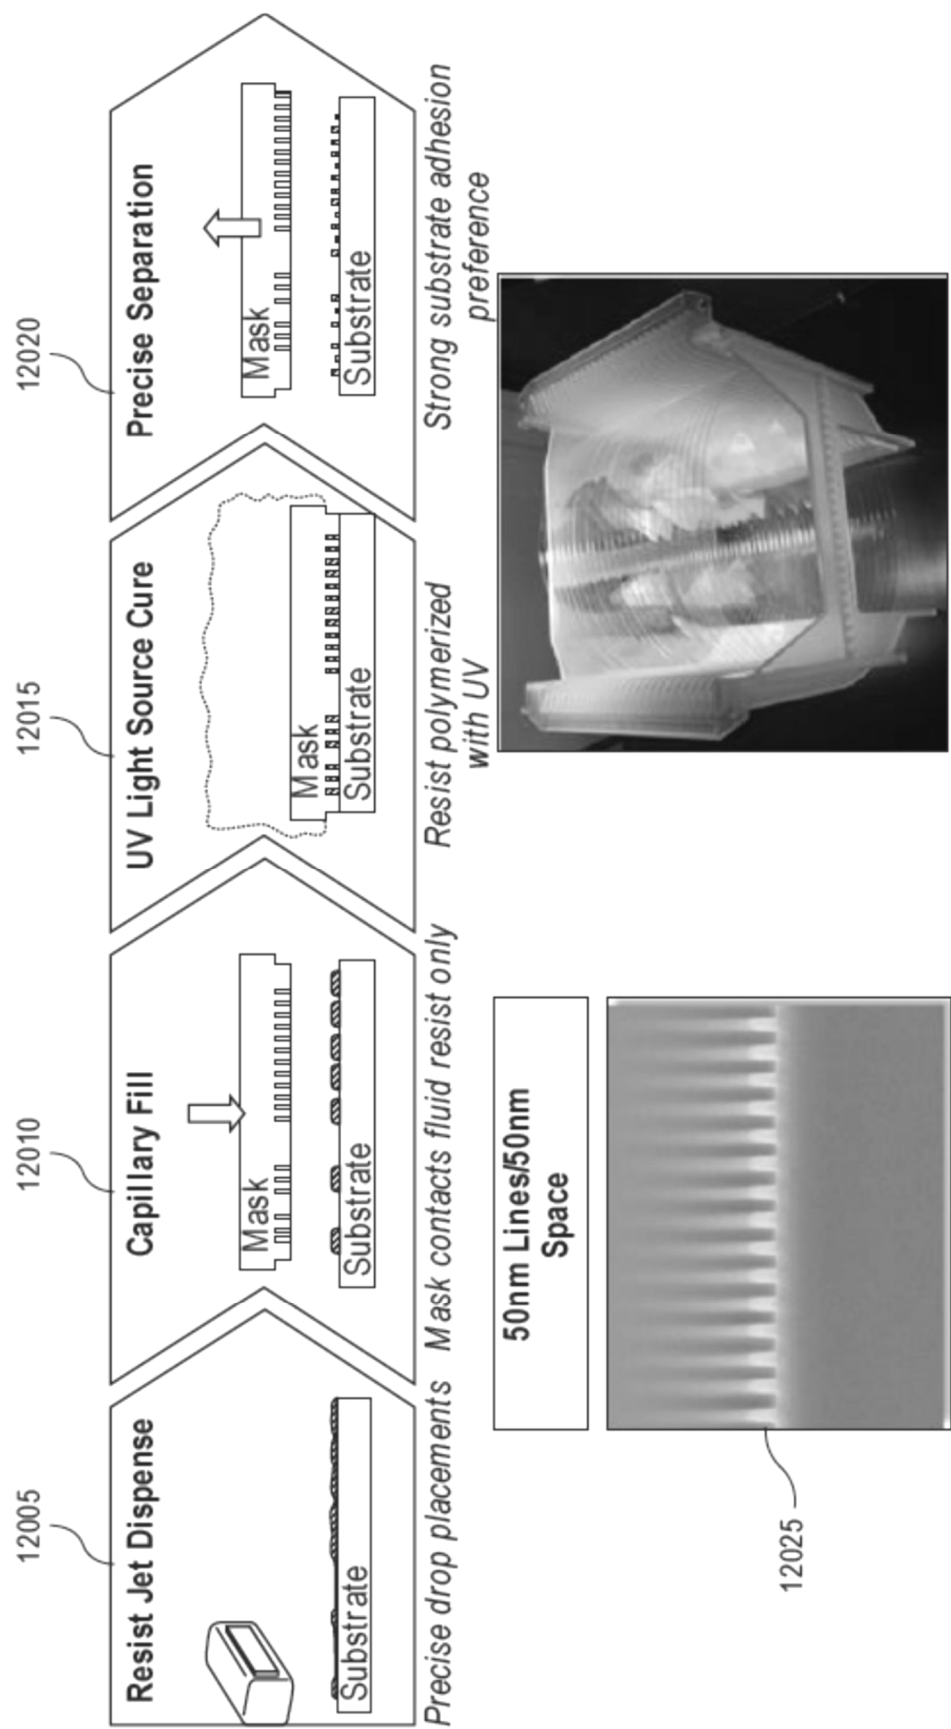 12005
12010
12015
12020
Resist Jet Dispense
Capillary Fill
UV Light Source Cure
Precise Separation
Substrate
Mask
Substrate
Mask
Substrate
Mask
Substrate
Precise drop placements
Mask contacts fluid resist only
Resist polymerized
with UV
Strong substrate adhesion
preference
50nm Lines/50nm
Space
12025